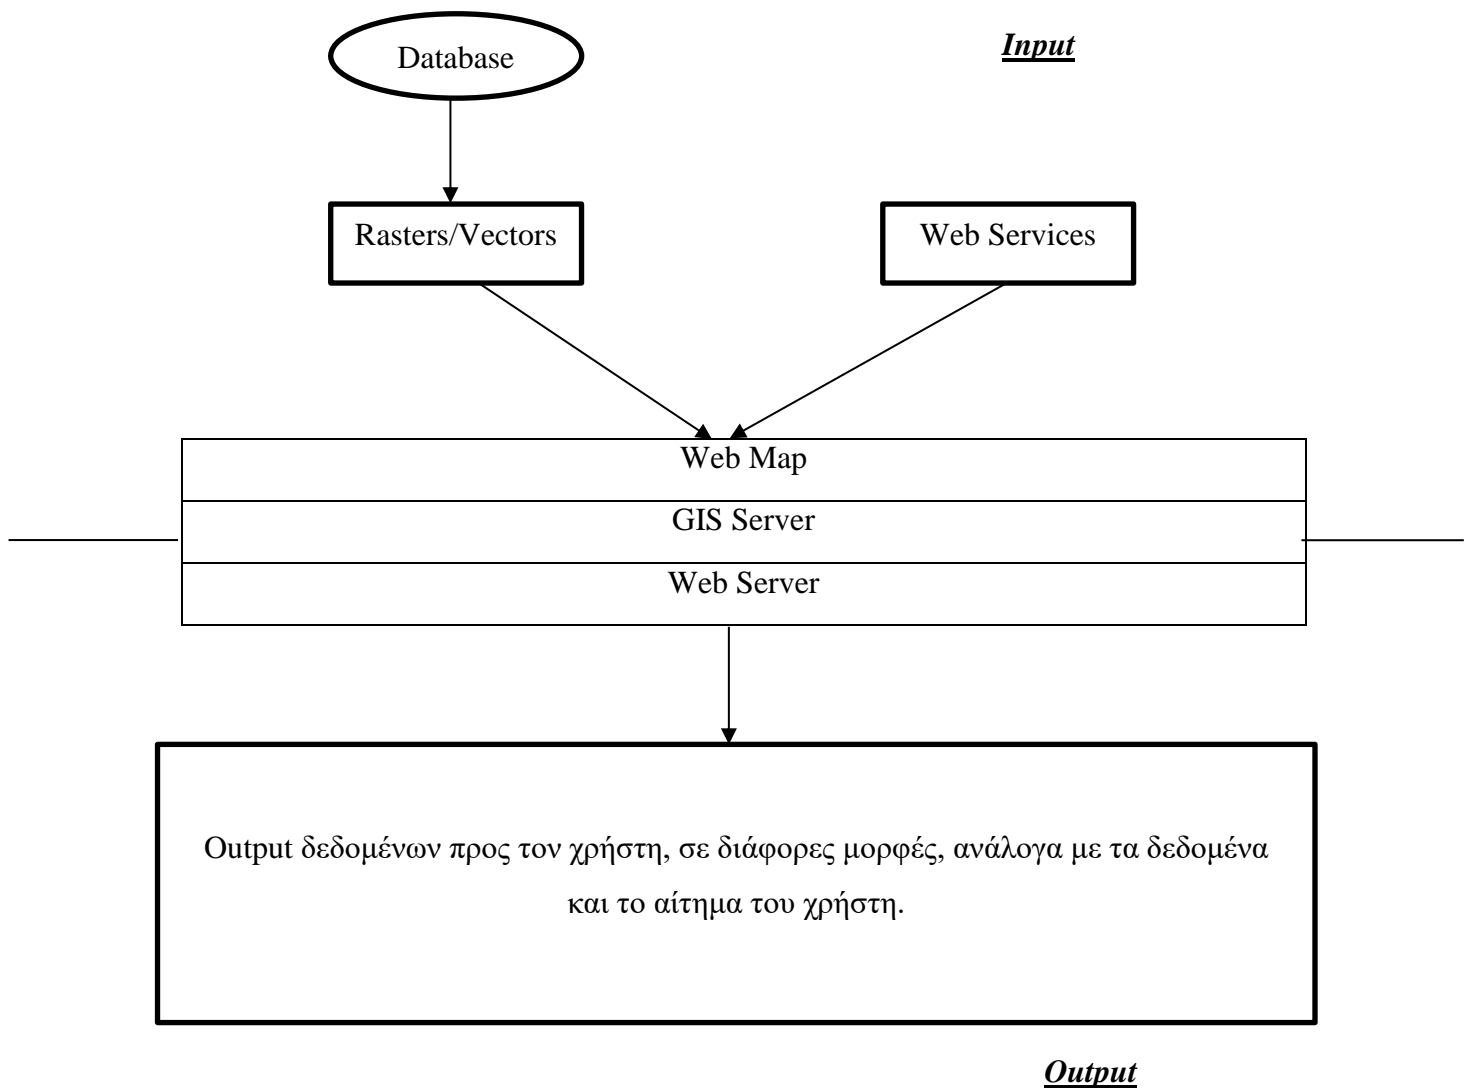 Database
Input
Rasters/Vectors
Web Services
Web Map
GIS Server
Web Server
Output δεδομένων προς τον χρήστη, σε διάφορες μορφές, ανάλογα με τα δεδομένα
και το αίτημα του χρήστη.
Output